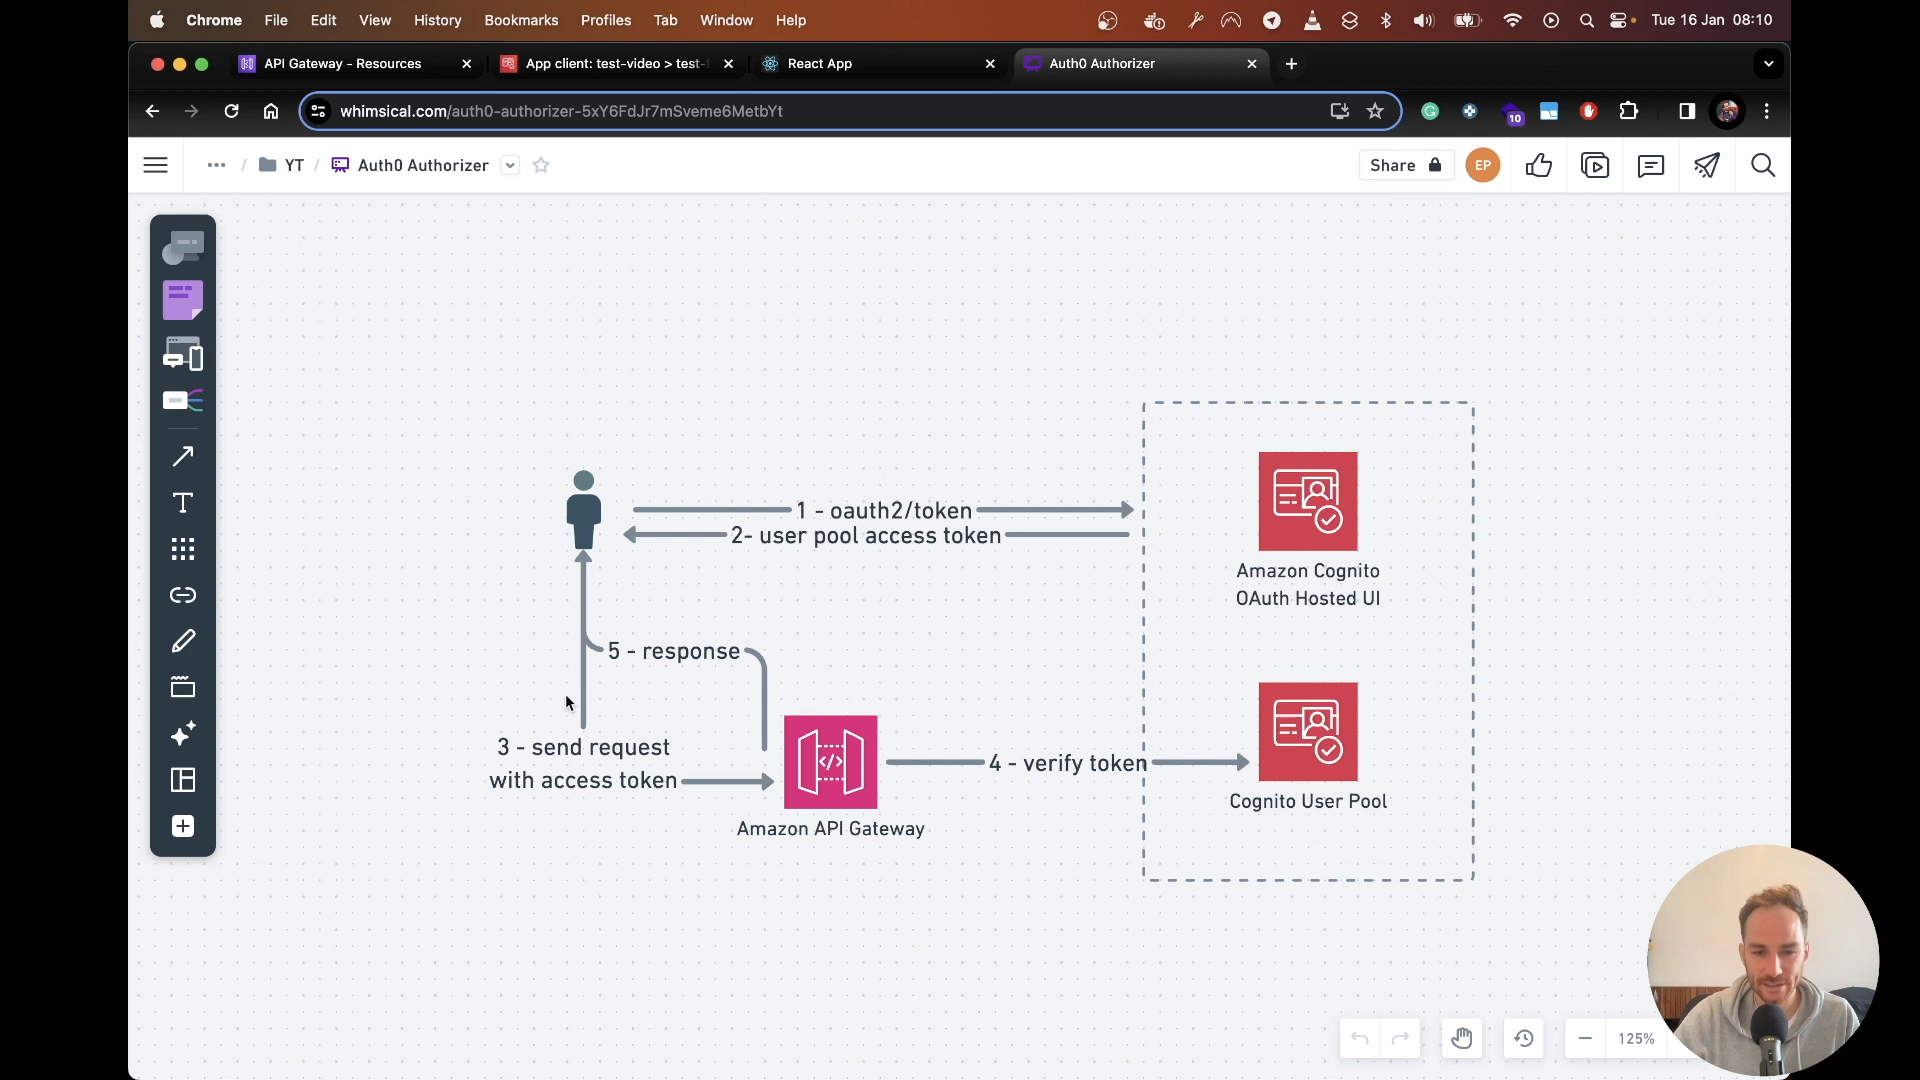 Chrome File Edit View History Bookmarks Profiles Tab Window Help Tue 16 Jan 08:10
API Gateway - Resources App client: test-video > test- React App Auth0 Authorizer
whimsical.com/auth0-authorizer-5xY6FdJr7mSveme6MetbYt 10
... / YT / Auth0 Authorizer Share EP
1 - oauth2/token
2- user pool access token
Amazon Cognito
OAuth Hosted UI
5 - response
3 - send request
with access token
4 - verify token
Amazon API Gateway
Cognito User Pool
125%